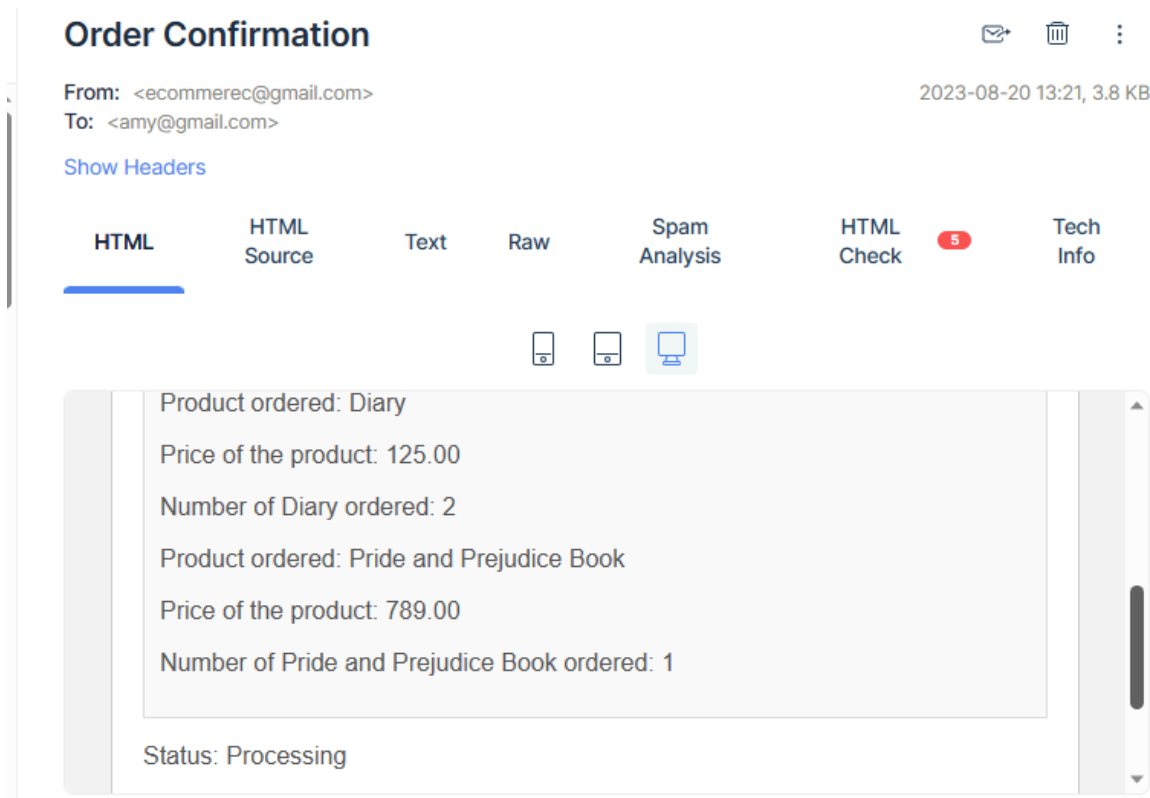 Order Confirmation
From: <ecommerec@gmail.com>
2023-08-20 13:21, 3.8 KB
To: <amy@gmail.com>
Show Headers
HTML
HTML Source
Text
Raw
Spam Analysis
HTML Check
5
Tech Info
Product ordered: Diary
Price of the product: 125.00
Number of Diary ordered: 2
Product ordered: Pride and Prejudice Book
Price of the product: 789.00
Number of Pride and Prejudice Book ordered: 1
Status: Processing